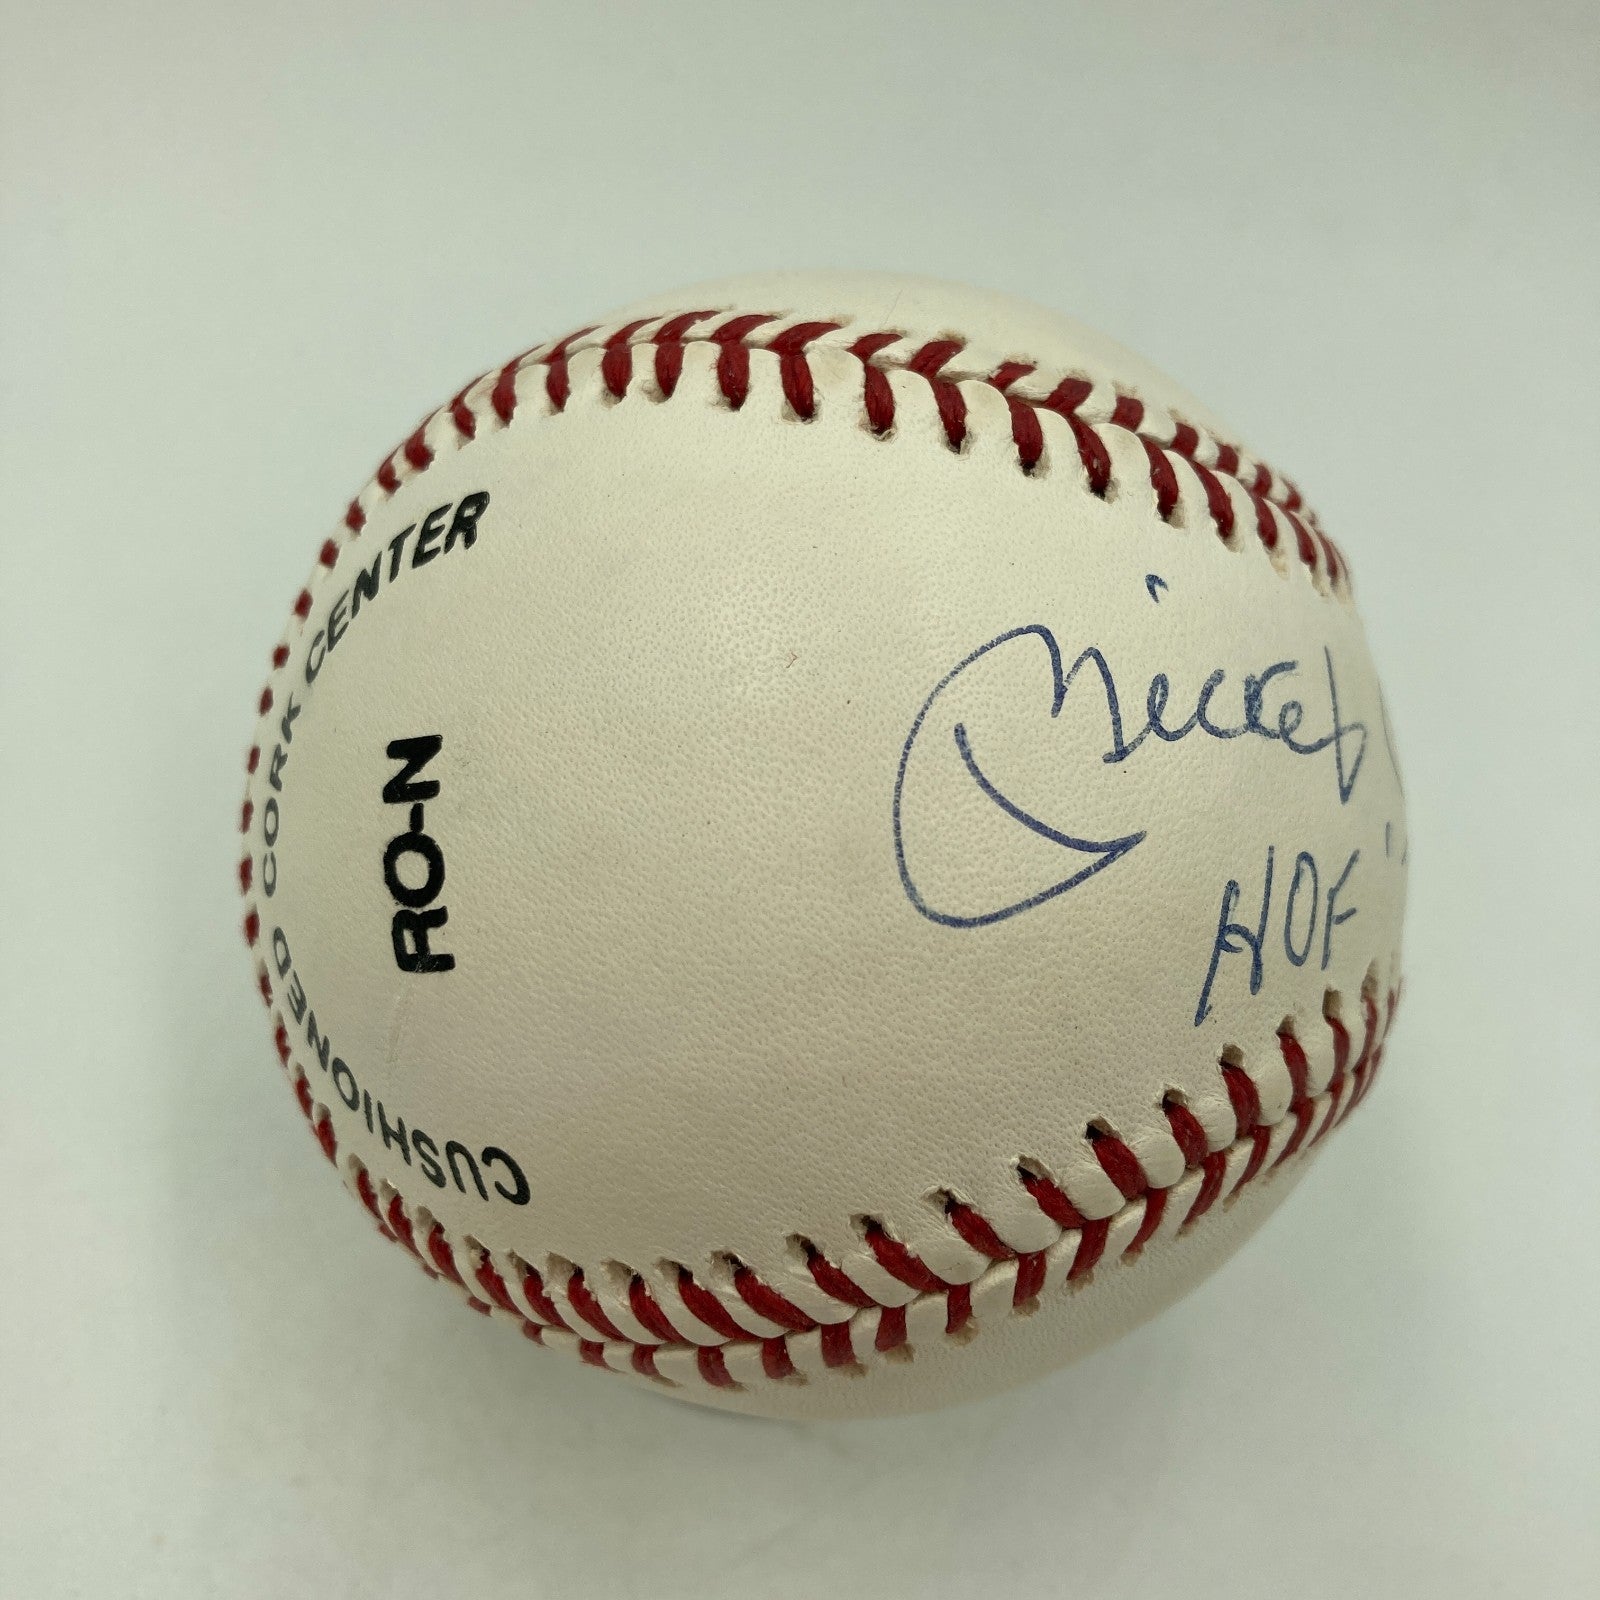 CUSHIONED CORK CENTER
RO-N
Mickey
HOF '